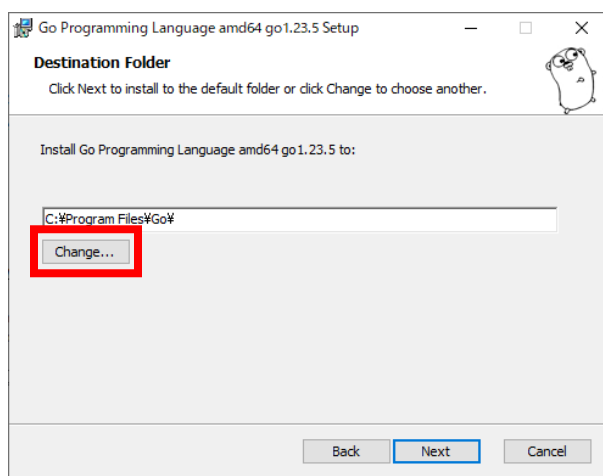 Go Programming Language amd64 go1.23.5 Setup
Destination Folder
Click Next to install to the default folder or click Change to choose another.
Install Go Programming Language amd64 go1.23.5 to:
C:¥Program Files¥Go¥
Change...
Back Next Cancel